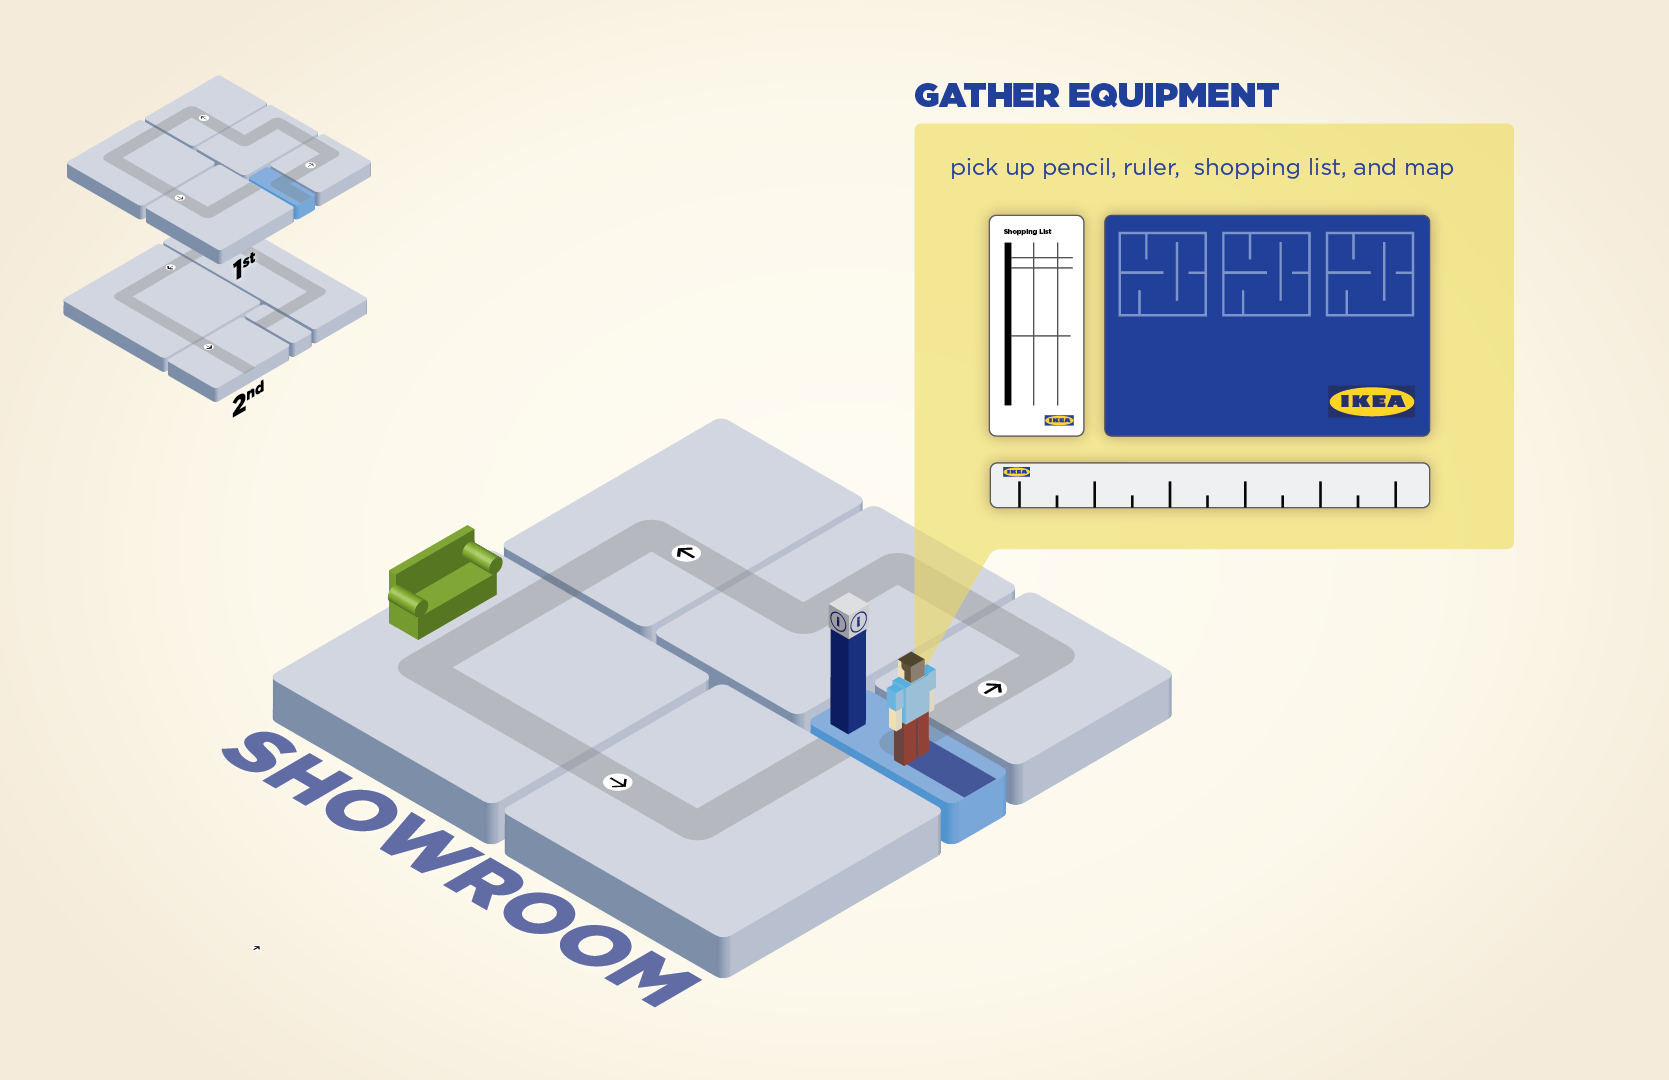 GATHER EQUIPMENT
pick up pencil, ruler, shopping list, and map
Shopping List
IKEA
IKEA
IKEA
1st
2nd
i i
SHOWROOM